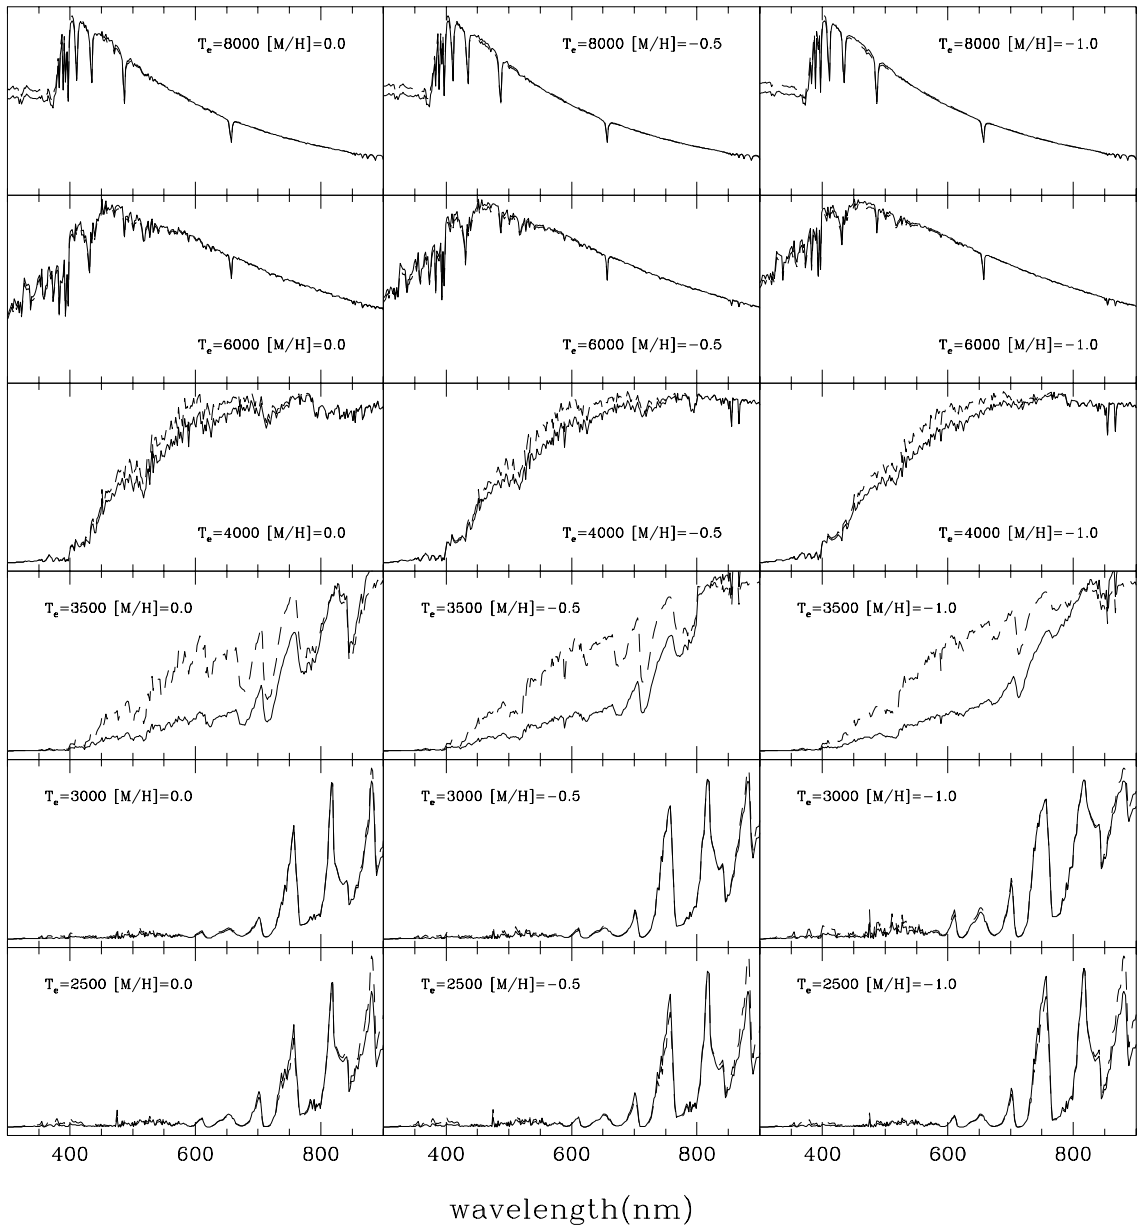 Te=8000 [M/H]=0.0
Te=8000 [M/H]=−0.5
Te=8000 [M/H]=−1.0
Te=6000 [M/H]=0.0
Te=6000 [M/H]=−0.5
Te=6000 [M/H]=−1.0
Te=4000 [M/H]=0.0
Te=4000 [M/H]=−0.5
Te=4000 [M/H]=−1.0
Te=3500 [M/H]=0.0
Te=3500 [M/H]=−0.5
Te=3500 [M/H]=−1.0
Te=3000 [M/H]=0.0
Te=3000 [M/H]=−0.5
Te=3000 [M/H]=−1.0
Te=2500 [M/H]=0.0
Te=2500 [M/H]=−0.5
Te=2500 [M/H]=−1.0
400 600 800 400 600 800 400 600 800
wavelength(nm)